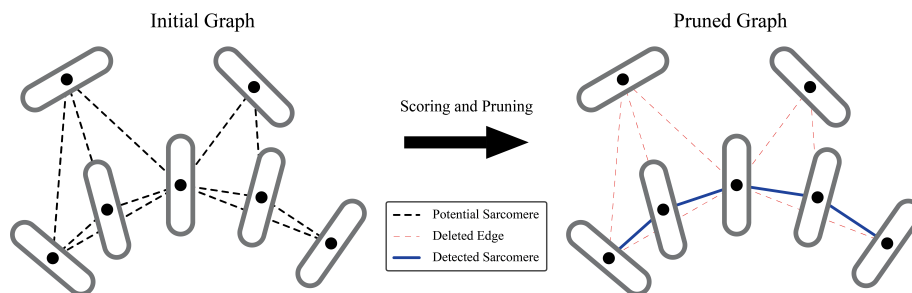 Initial Graph
Pruned Graph
Scoring and Pruning
Potential Sarcomere
Deleted Edge
Detected Sarcomere